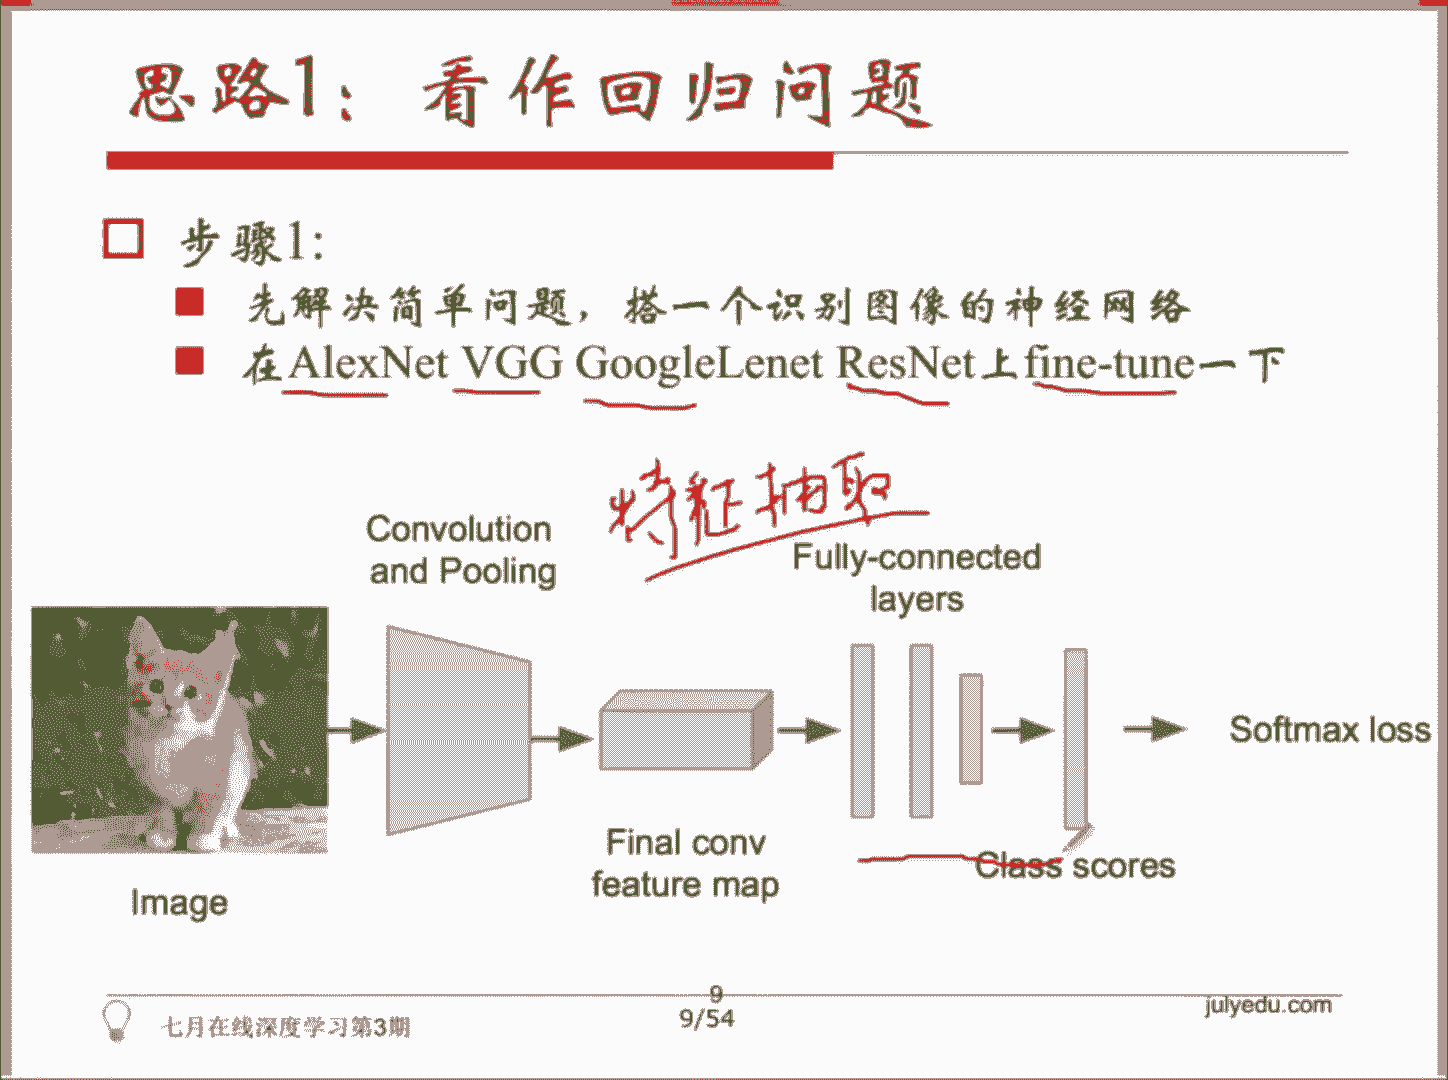 思路1：看作回归问题
步骤1:
先解决简单问题，搭一个识别图像的神经网络
在AlexNet VGG GoogleLenet ResNet上fine-tune一下
特征抽取
Convolution
and Pooling
Fully-connected
layers
Softmax loss
Final conv
feature map
Class scores
Image
9
七月在线深度学习第3期
9/54
julyedu.com